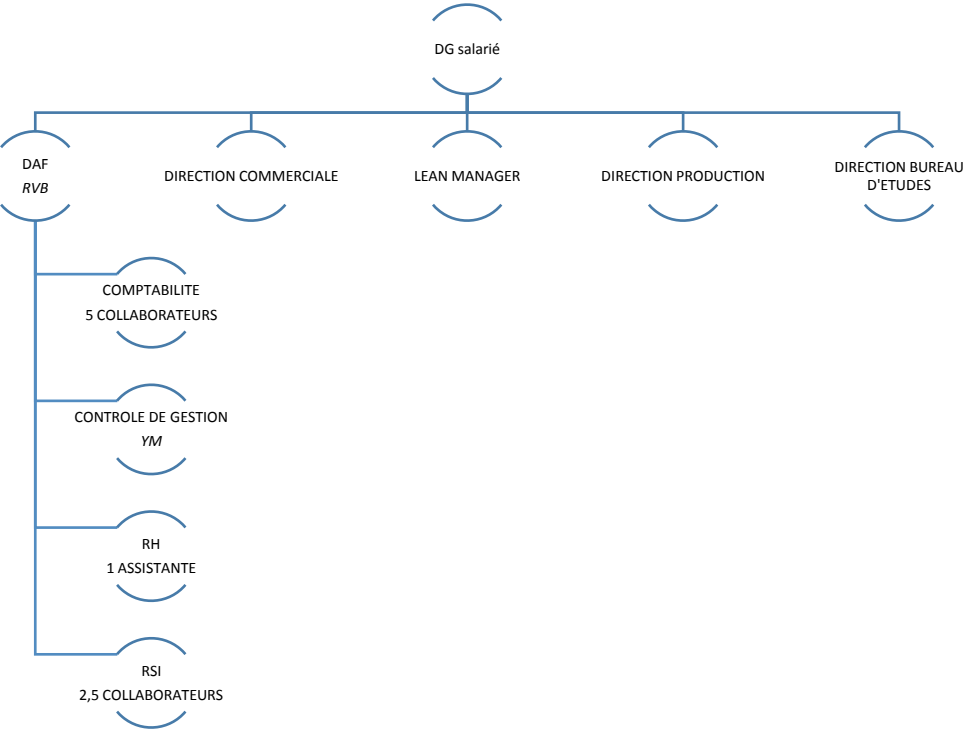 DG salarié
DAF
RVB
DIRECTION COMMERCIALE
LEAN MANAGER
DIRECTION PRODUCTION
DIRECTION BUREAU
D'ETUDES
COMPTABILITE
5 COLLABORATEURS
CONTROLE DE GESTION
YM
RH
1 ASSISTANTE
RSI
2,5 COLLABORATEURS